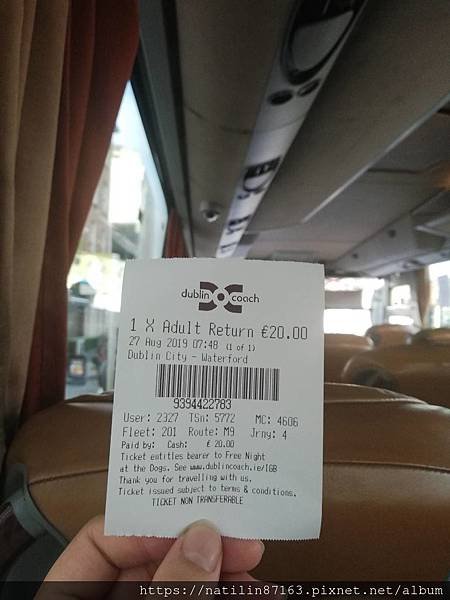 dublin coach
1 X Adult Return €20.00
27 Aug 2019 07:48 (1 of 1)
Dublin City - Waterford
9394422783
User: 2327 TSn: 5772 MC: 4606
Fleet: 201 Route: M9 Jrny: 4
Paid by: Cash: € 20.00
Ticket entitles bearer to Free Night
at the Dogs. See www.dublincoach.ie/IGB
Thank you for travelling with us.
Ticket issued subject to terms & conditions.
TICKET NON TRANSFERABLE
https://natilin87163.pixnet.net/album